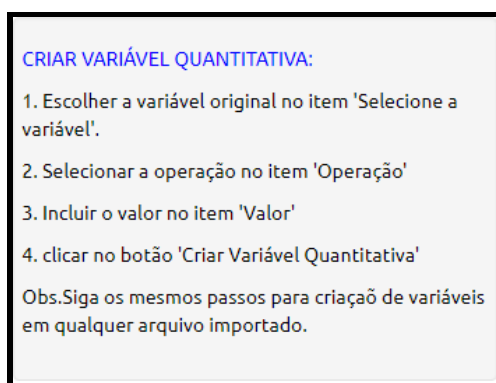 CRIAR VARIÁVEL QUANTITATIVA:
1. Escolher a variável original no item 'Selecione a
variável'.
2. Selecionar a operação no item 'Operação'
3. Incluir o valor no item 'Valor'
4. clicar no botão 'Criar Variável Quantitativa'
Obs.Siga os mesmos passos para criaçaõ de variáveis
em qualquer arquivo importado.